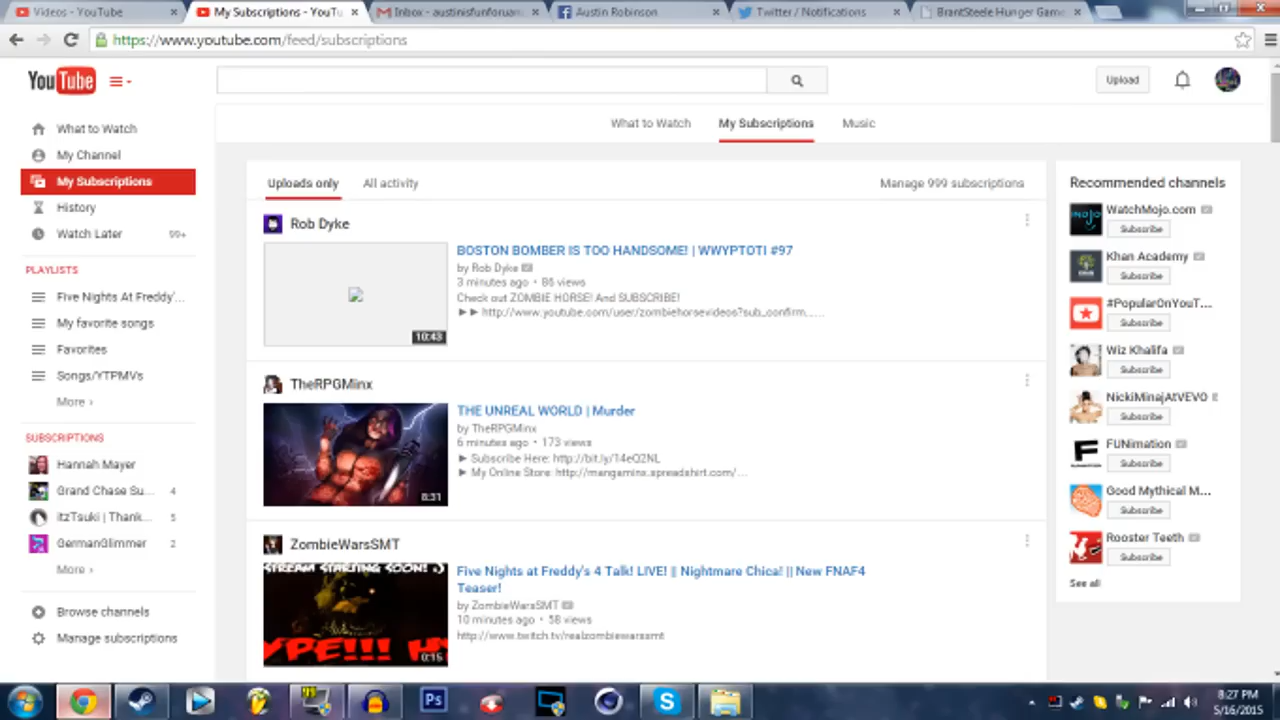 Videos - YouTube
My Subscriptions - YouTu
Inbox - austinisfunforuan
Austin Robinson
Twitter / Notifications
BrantSteele Hunger Game
https://www.youtube.com/feed/subscriptions
YouTube
Upload
What to Watch
My Subscriptions
Music
What to Watch
My Channel
My Subscriptions
History
Watch Later 99+
PLAYLISTS
Five Nights At Freddy'...
My favorite songs
Favorites
Songs/YTPMVs
More ›
SUBSCRIPTIONS
Hannah Mayer
Grand Chase Su... 4
ItzTsuki | Thank... 5
GermanGlimmer 2
More ›
Browse channels
Manage subscriptions
Uploads only
All activity
Manage 999 subscriptions
Rob Dyke
BOSTON BOMBER IS TOO HANDSOME! | WWYPTOTI #97
by Rob Dyke
3 minutes ago • 86 views
Check out ZOMBIE HORSE! And SUBSCRIBE!
►► http://www.youtube.com/user/zombiehorsevideos?sub_confirm......
10:43
TheRPGMinx
THE UNREAL WORLD | Murder
by TheRPGMinx
6 minutes ago • 173 views
► Subscribe Here: http://bit.ly/14eQ2NL
► My Online Store: http://mangaminx.spreadshirt.com/...
8:31
ZombieWarsSMT
STREAM STARTING SOON! :)
YPE!!! H
0:15
Five Nights at Freddy's 4 Talk! LIVE! || Nightmare Chica! || New FNAF4
Teaser!
by ZombieWarsSMT
10 minutes ago • 58 views
http://www.twitch.tv/realzombiewarssmt
Recommended channels
WatchMojo.com
Subscribe
Khan Academy
Subscribe
#PopularOnYouT...
Subscribe
Wiz Khalifa
Subscribe
NickiMinajAtVEVO
Subscribe
FUNimation
Subscribe
Good Mythical M...
Subscribe
Rooster Teeth
Subscribe
See all
Ps
8:27 PM
5/16/2015